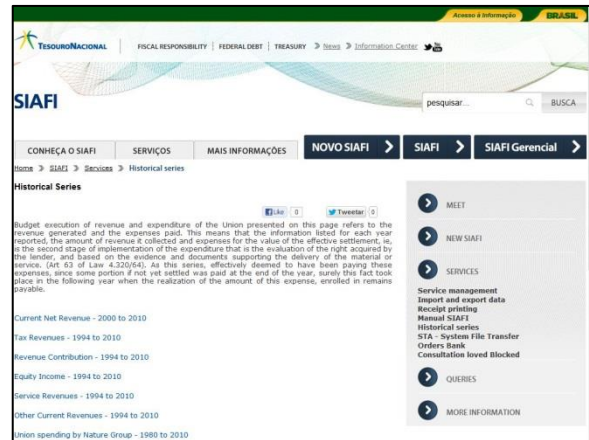 Acesso à Informação BRASIL
TESOURONACIONAL FISCAL RESPONSIBILITY FEDERAL DEBT TREASURY News Information Center
SIAFI
pesquisar... BUSCA
CONHEÇA O SIAFI SERVIÇOS MAIS INFORMAÇÕES NOVO SIAFI SIAFI SIAFI Gerencial
Home SIAFI Services Historical series
Historical Series
Like 0 Tweetar 0
Budget execution of revenue and expenditure of the Union presented on this page refers to the
revenue generated and the expenses paid. This means that the information listed for each year
reported, the amount of revenue it collected and expenses for the value of the effective settlement, ie,
is the second stage of implementation of the expenditure that is the evaluation of the right acquired by
the lender, and based on the evidence and documents supporting the delivery of the material or
service. (Art 63 of Law 4.320/64). As this series, effectively deemed to have been paying these
expenses, since some portion if not yet settled was paid at the end of the year, surely this fact took
place in the following year when the realization of the amount of this expense, enrolled in remains
payable.
Current Net Revenue - 2000 to 2010
Tax Revenues - 1994 to 2010
Revenue Contribution - 1994 to 2010
Equity Income - 1994 to 2010
Service Revenues - 1994 to 2010
Other Current Revenues - 1994 to 2010
Union spending by Nature Group - 1980 to 2010
MEET
NEW SIAFI
SERVICES
Service management
Import and export data
Receipt printing
Manual SIAFI
Historical series
STA - System File Transfer
Orders Bank
Consultation loved Blocked
QUERIES
MORE INFORMATION